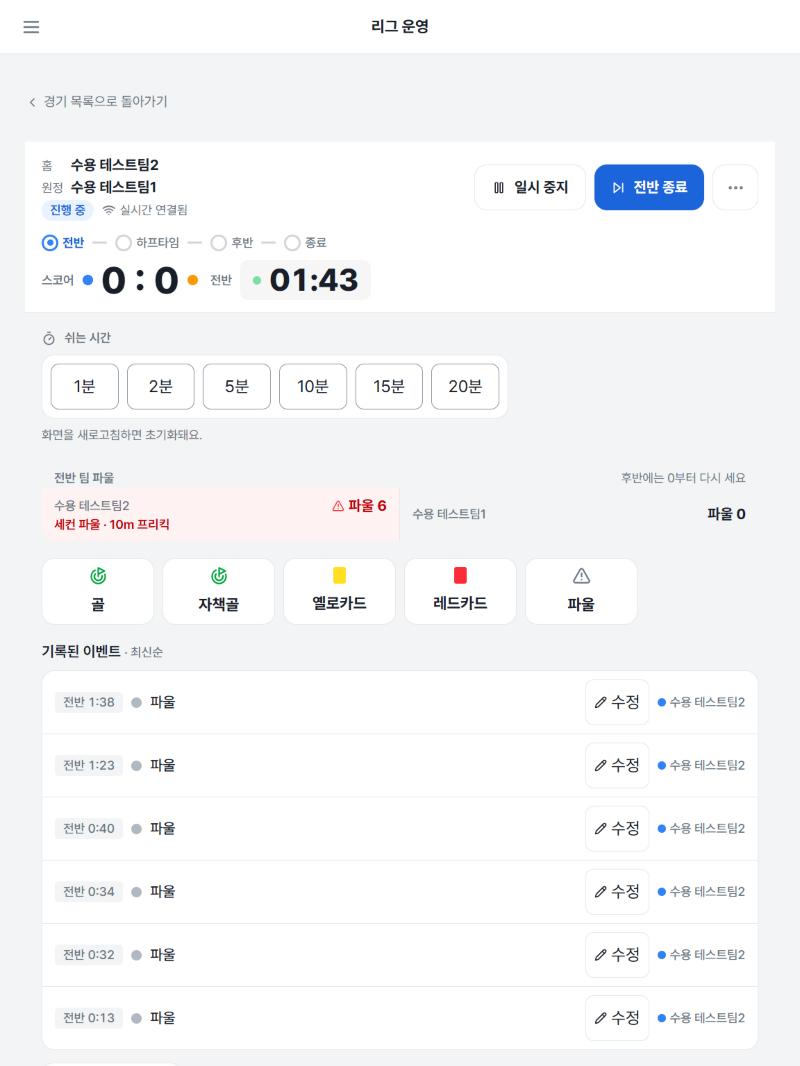 리그 운영
경기 목록으로 돌아가기
홈 수용 테스트팀2
원정 수용 테스트팀1
진행 중 실시간 연결됨
일시 중지
전반 종료
전반 하프타임 후반 종료
스코어 0 : 0 전반 01:43
쉬는 시간
1분 2분 5분 10분 15분 20분
화면을 새로고침하면 초기화돼요.
전반 팀 파울 후반에는 0부터 다시 세요
수용 테스트팀2 파울 6
세컨 파울 · 10m 프리킥
수용 테스트팀1 파울 0
골 자책골 옐로카드 레드카드 파울
기록된 이벤트 · 최신순
전반 1:38 파울 수정 수용 테스트팀2
전반 1:23 파울 수정 수용 테스트팀2
전반 0:40 파울 수정 수용 테스트팀2
전반 0:34 파울 수정 수용 테스트팀2
전반 0:32 파울 수정 수용 테스트팀2
전반 0:13 파울 수정 수용 테스트팀2